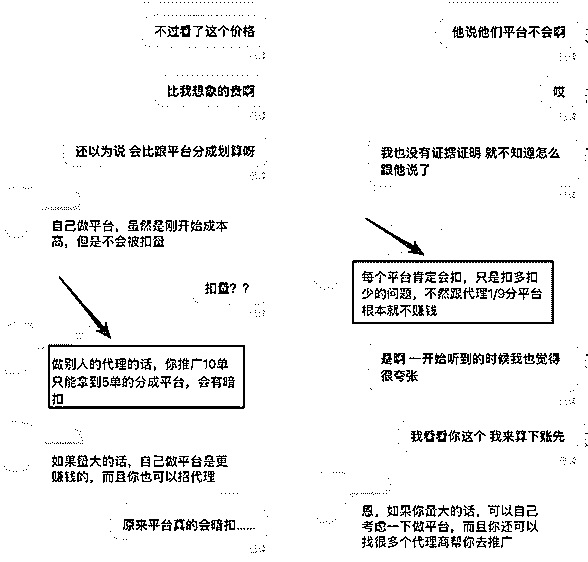 不过看了这个价格
比我想象的贵啊
还以为说 会比跟平台分成划算呀
自己做平台，虽然是刚开始成本
高，但是不会被扣量
扣量？？
做别人的代理的话，你推广10单
只能拿到5单的分成平台，会有暗
扣
如果量大的话，自己做平台是更
赚钱的，而且你也可以招代理
原来平台真的会暗扣......
他说他们平台不会啊
哎
我也没有证据证明 就不知道怎么
跟他说了
每个平台肯定会扣，只是扣多扣
少的问题，不然跟代理1/9分平台
根本就不赚钱
是啊 一开始听到的时候我也觉得
很夸张
我看看你这个 我来算下账先
恩，如果你量大的话，可以自己
考虑一下做平台，而且你还可以
找很多个代理商帮你去推广